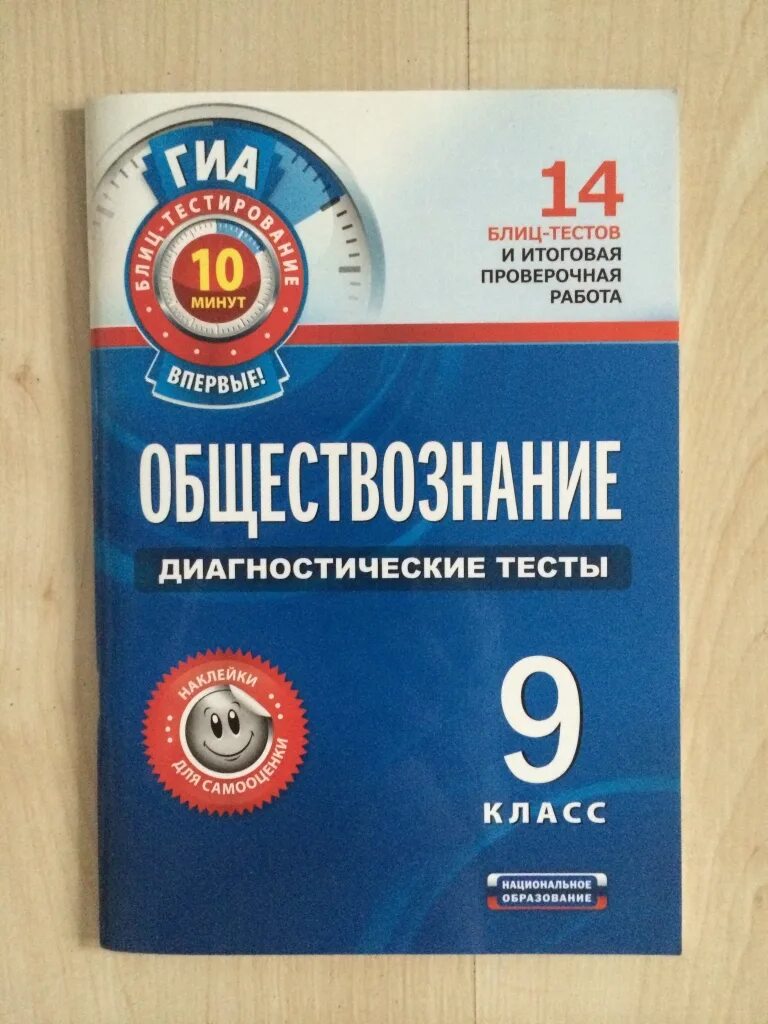 ГИА
БЛИЦ-ТЕСТИРОВАНИЕ
10
МИНУТ
ВПЕРВЫЕ!
14
БЛИЦ-ТЕСТОВ
И ИТОГОВАЯ
ПРОВЕРОЧНАЯ
РАБОТА
ОБЩЕСТВОЗНАНИЕ
ДИАГНОСТИЧЕСКИЕ ТЕСТЫ
НАКЛЕЙКИ
ДЛЯ САМООЦЕНКИ
9
КЛАСС
НАЦИОНАЛЬНОЕ
ОБРАЗОВАНИЕ